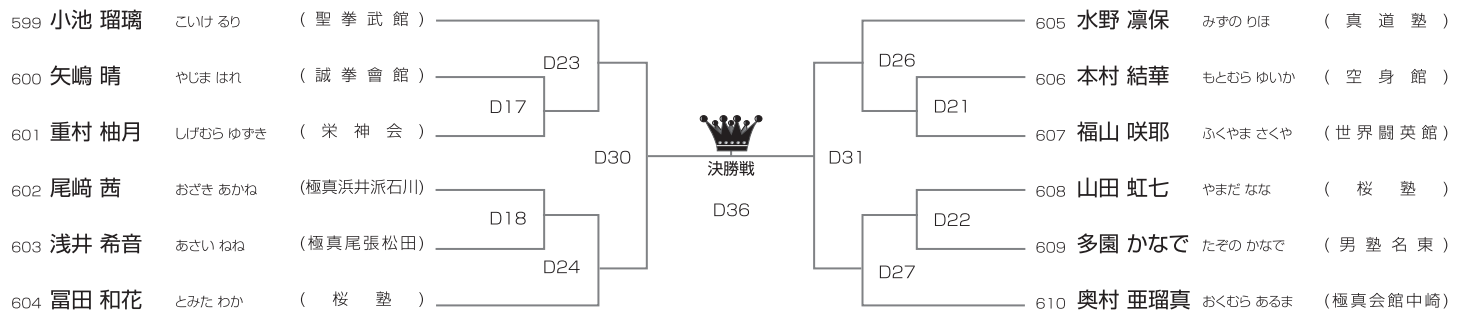 599 小池 瑠璃 こいけ るり (聖拳武館)
600 矢嶋 晴 やじま はれ (誠拳會館)
601 重村 柚月 しげむら ゆずき (栄神会)
602 尾﨑 茜 おざき あかね (極真浜井派石川)
603 浅井 希音 あさい ねね (極真尾張松田)
604 冨田 和花 とみた わか (桜塾)
D23
D17
D18
D24
D30
決勝戦
D36
D31
D26
D21
D22
D27
605 水野 凛保 みずの りほ (真道塾)
606 本村 結華 もとむら ゆいか (空身館)
607 福山 咲耶 ふくやま さくや (世界闘英館)
608 山田 虹七 やまだ なな (桜塾)
609 多園 かなで たぞの かなで (男塾名東)
610 奥村 亜瑠真 おくむら あるま (極真会館中崎)